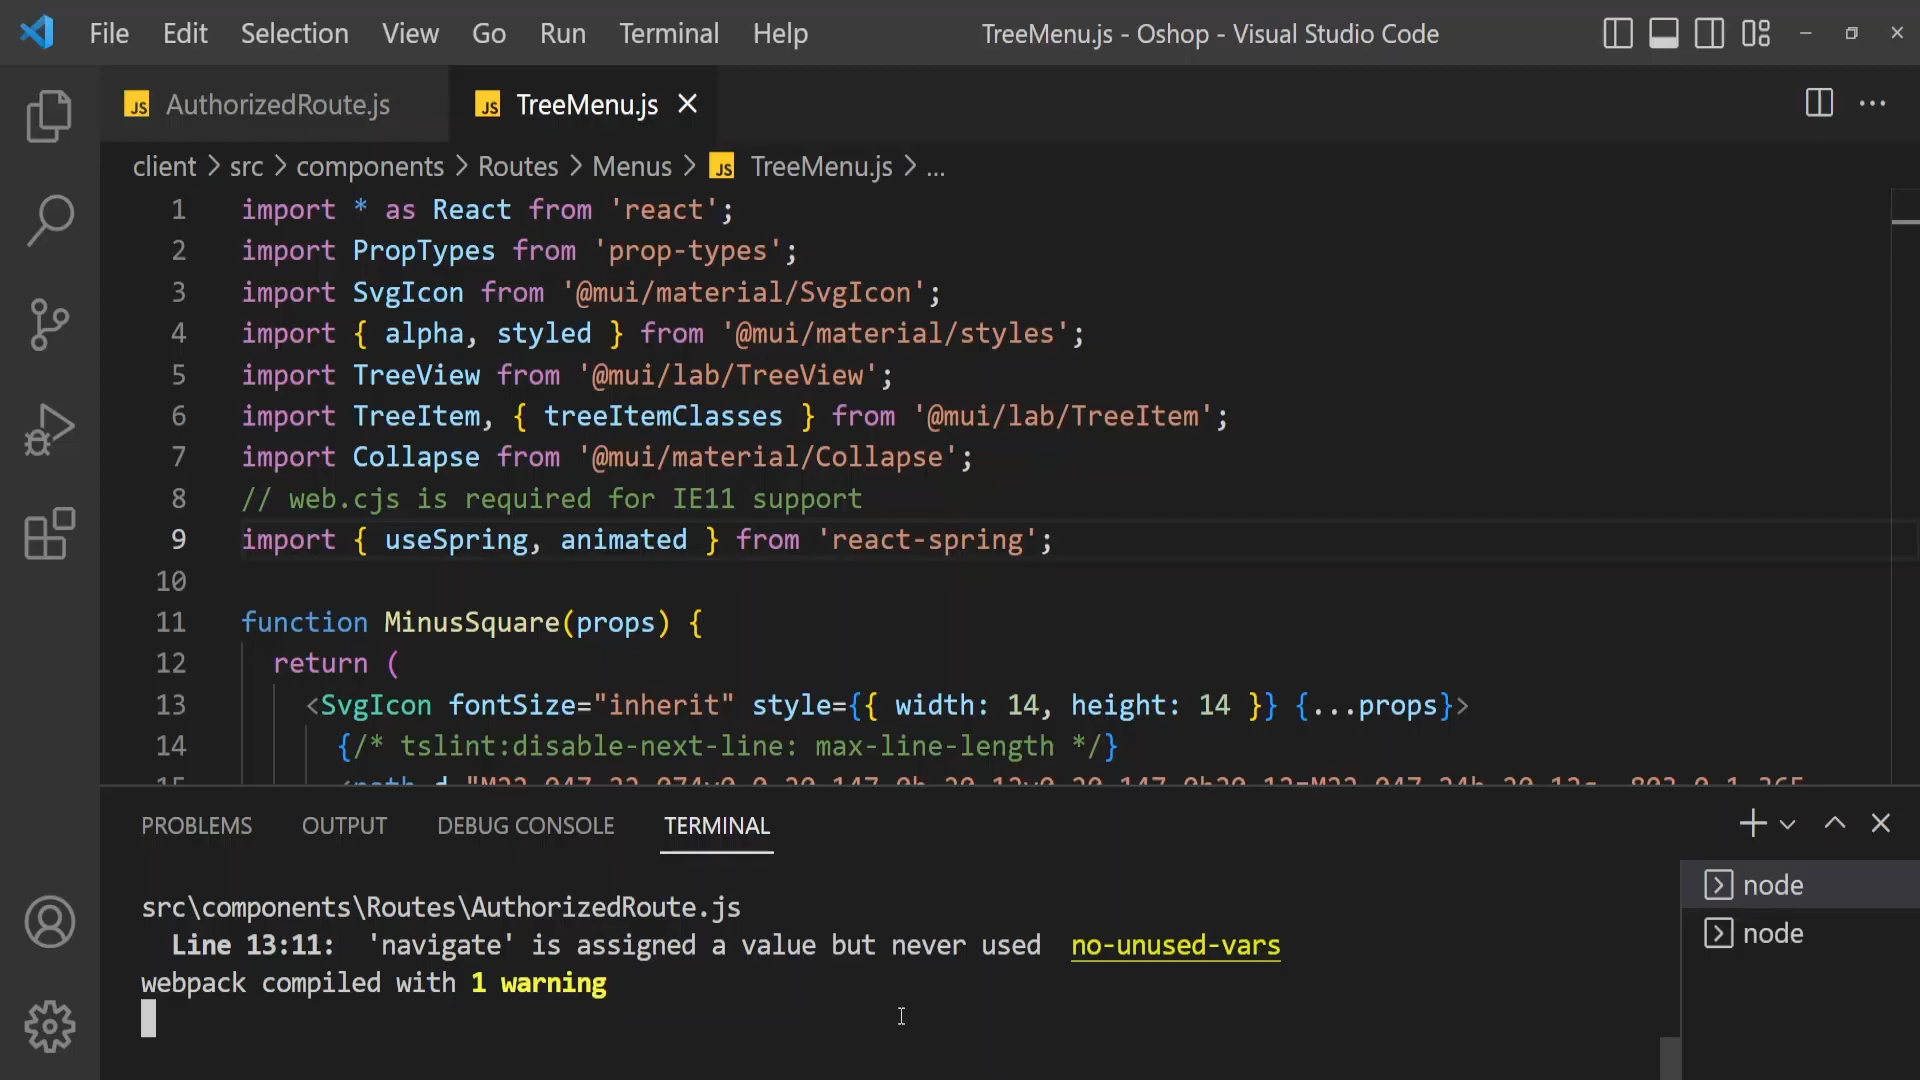 File Edit Selection View Go Run Terminal Help TreeMenu.js - Oshop - Visual Studio Code
JS AuthorizedRoute.js JS TreeMenu.js
client > src > components > Routes > Menus > JS TreeMenu.js > ...
1 import * as React from 'react';
2 import PropTypes from 'prop-types';
3 import SvgIcon from '@mui/material/SvgIcon';
4 import { alpha, styled } from '@mui/material/styles';
5 import TreeView from '@mui/lab/TreeView';
6 import TreeItem, { treeItemClasses } from '@mui/lab/TreeItem';
7 import Collapse from '@mui/material/Collapse';
8 // web.cjs is required for IE11 support
9 import { useSpring, animated } from 'react-spring';
10
11 function MinusSquare(props) {
12 return (
13 <SvgIcon fontSize="inherit" style={{ width: 14, height: 14 }} {...props}>
14 {/* tslint:disable-next-line: max-line-length */}
PROBLEMS OUTPUT DEBUG CONSOLE TERMINAL
src\components\Routes\AuthorizedRoute.js
Line 13:11: 'navigate' is assigned a value but never used no-unused-vars
webpack compiled with 1 warning
node
node